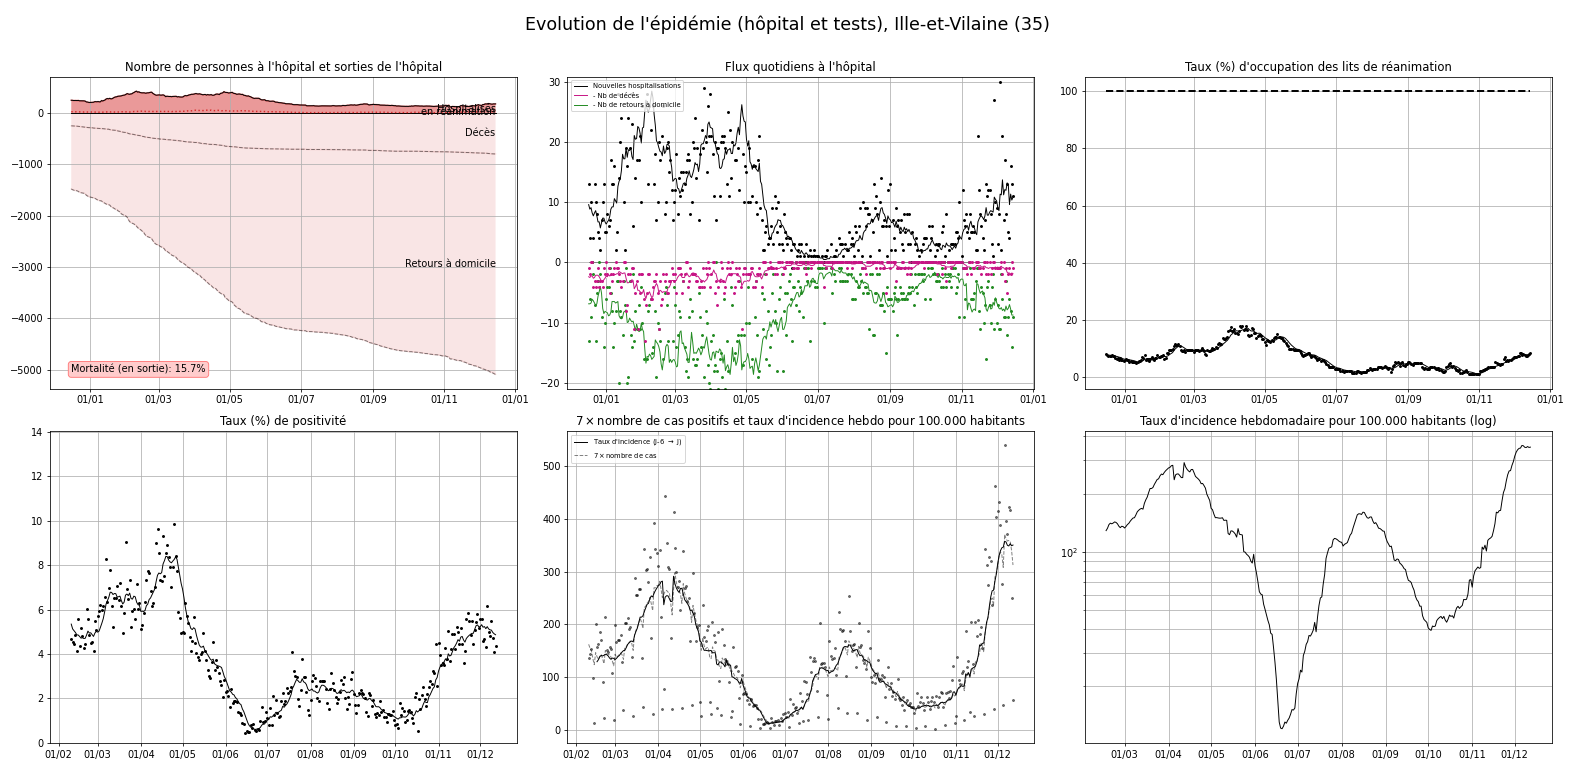 Evolution de l'épidémie (hôpital et tests), Ille-et-Vilaine (35)
Nombre de personnes à l'hôpital et sorties de l'hôpital
0
−1000
−2000
−3000
−4000
−5000
Hospitalisés
en réanimation
Décès
Retours à domicile
Mortalité (en sortie): 15.7%
01/01 01/03 01/05 01/07 01/09 01/11 01/01
Flux quotidiens à l'hôpital
30
20
10
0
−10
−20
Nouvelles hospitalisations
- Nb de décès
- Nb de retours à domicile
01/01 01/03 01/05 01/07 01/09 01/11 01/01
Taux (%) d'occupation des lits de réanimation
100
80
60
40
20
0
01/01 01/03 01/05 01/07 01/09 01/11 01/01
Taux (%) de positivité
14
12
10
8
6
4
2
0
01/02 01/03 01/04 01/05 01/06 01/07 01/08 01/09 01/10 01/11 01/12
7 × nombre de cas positifs et taux d'incidence hebdo pour 100.000 habitants
500
400
300
200
100
0
Taux d'incidence (j-6 → j)
7 × nombre de cas
01/02 01/03 01/04 01/05 01/06 01/07 01/08 01/09 01/10 01/11 01/12
Taux d'incidence hebdomadaire pour 100.000 habitants (log)
10²
01/03 01/04 01/05 01/06 01/07 01/08 01/09 01/10 01/11 01/12